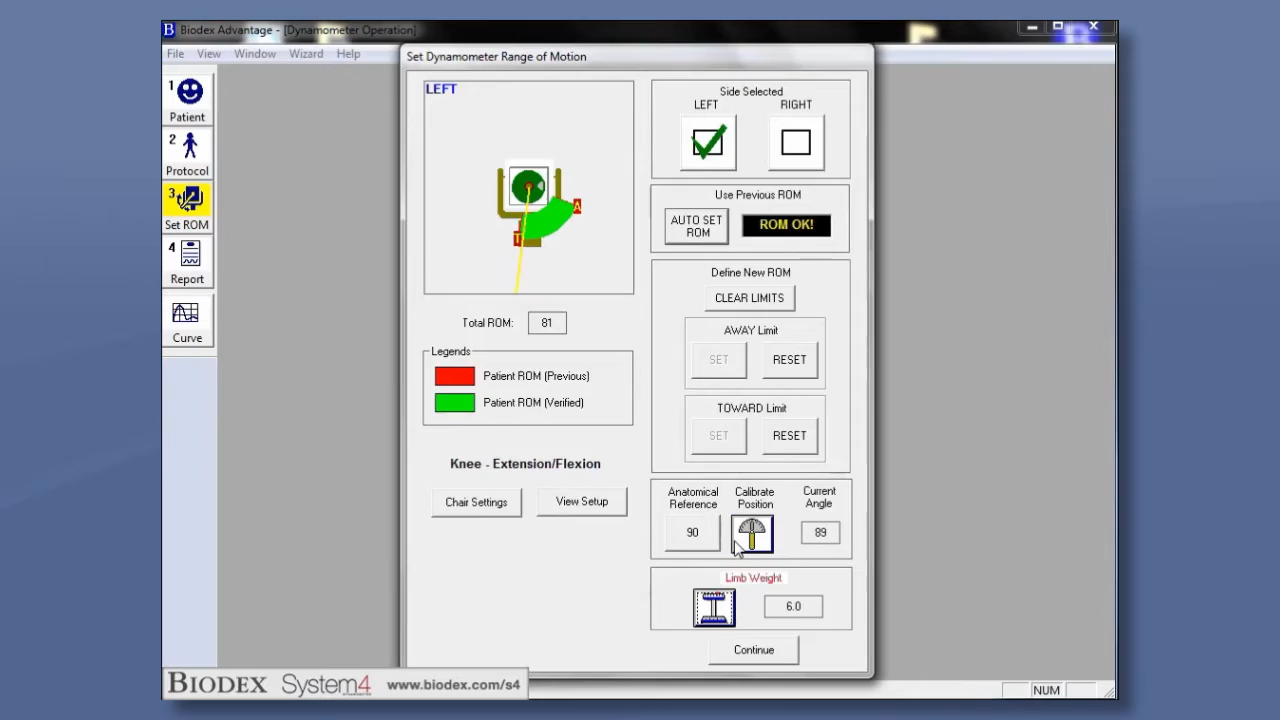 B Biodex Advantage - [Dynamometer Operation]
File View Window Wizard Help
1
Patient
2
Protocol
3
Set ROM
4
Report
Curve
Set Dynamometer Range of Motion
LEFT
A
T
Total ROM: 81
Legends
Patient ROM (Previous)
Patient ROM (Verified)
Knee - Extension/Flexion
Chair Settings View Setup
Side Selected
LEFT RIGHT
Use Previous ROM
AUTO SET
ROM
ROM OK!
Define New ROM
CLEAR LIMITS
AWAY Limit
SET RESET
TOWARD Limit
SET RESET
Anatomical
Reference
90
Calibrate
Position
Current
Angle
89
Limb Weight
6.0
Continue
BIODEX System4 www.biodex.com/s4
NUM